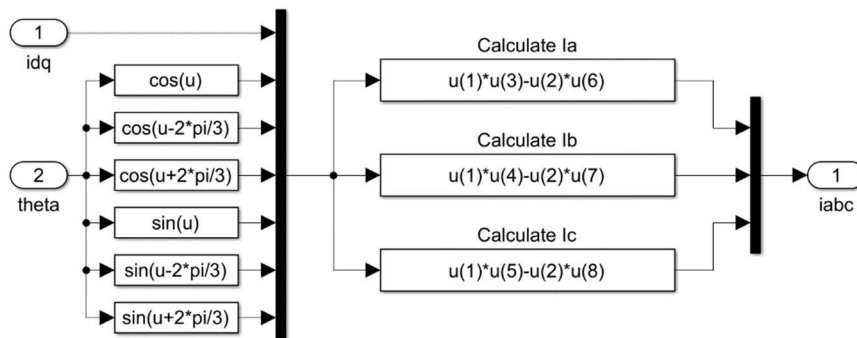 1
idq
cos(u)
cos(u-2*pi/3)
2
theta
cos(u+2*pi/3)
sin(u)
sin(u-2*pi/3)
sin(u+2*pi/3)
Calculate Ia
u(1)*u(3)-u(2)*u(6)
Calculate Ib
u(1)*u(4)-u(2)*u(7)
Calculate Ic
u(1)*u(5)-u(2)*u(8)
1
iabc